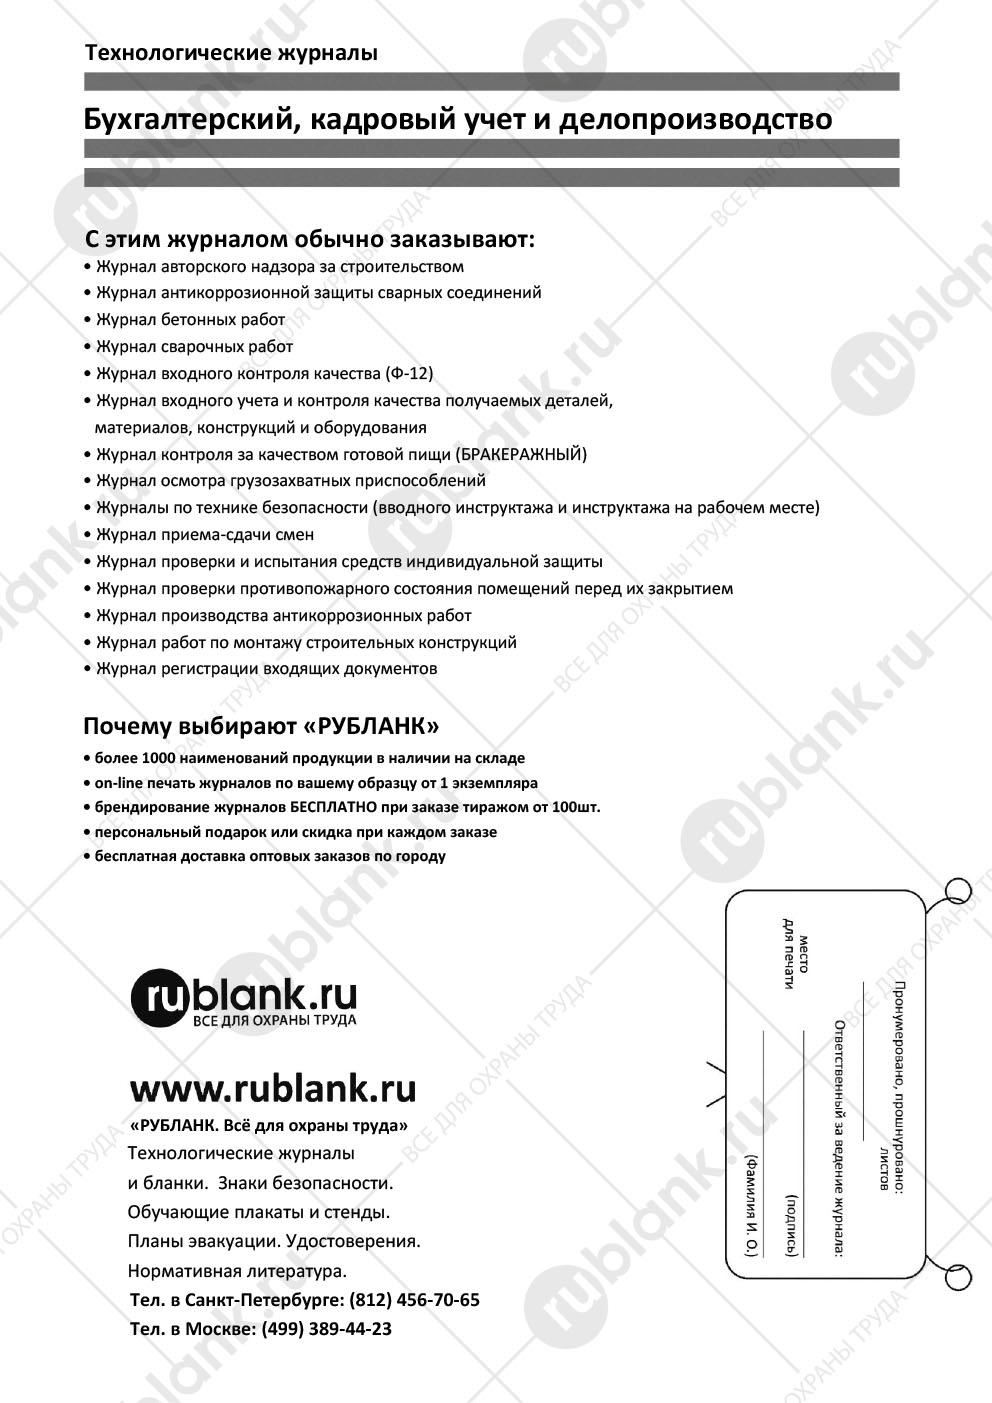 Технологические журналы
Бухгалтерский, кадровый учет и делопроизводство
С этим журналом обычно заказывают:
• Журнал авторского надзора за строительством
• Журнал антикоррозионной защиты сварных соединений
• Журнал бетонных работ
• Журнал сварочных работ
• Журнал входного контроля качества (Ф-12)
• Журнал входного учета и контроля качества получаемых деталей,
материалов, конструкций и оборудования
• Журнал контроля за качеством готовой пищи (БРАКЕРАЖНЫЙ)
• Журнал осмотра грузозахватных приспособлений
• Журналы по технике безопасности (вводного инструктажа и инструктажа на рабочем месте)
• Журнал приема-сдачи смен
• Журнал проверки и испытания средств индивидуальной защиты
• Журнал проверки противопожарного состояния помещений перед их закрытием
• Журнал производства антикоррозионных работ
• Журнал работ по монтажу строительных конструкций
• Журнал регистрации входящих документов
Почему выбирают «РУБЛАНК»
• более 1000 наименований продукции в наличии на складе
• on-line печать журналов по вашему образцу от 1 экземпляра
• брендирование журналов БЕСПЛАТНО при заказе тиражом от 100шт.
• персональный подарок или скидка при каждом заказе
• бесплатная доставка оптовых заказов по городу
rublank.ru
ВСЕ ДЛЯ ОХРАНЫ ТРУДА
www.rublank.ru
«РУБЛАНК. Всё для охраны труда»
Технологические журналы
и бланки. Знаки безопасности.
Обучающие плакаты и стенды.
Планы эвакуации. Удостоверения.
Нормативная литература.
Тел. в Санкт-Петербурге: (812) 456-70-65
Тел. в Москве: (499) 389-44-23
Пронумеровано, прошнуровано:
листов
Ответственный за ведение журнала:
место
для печати
(подпись)
(Фамилия И. О.)